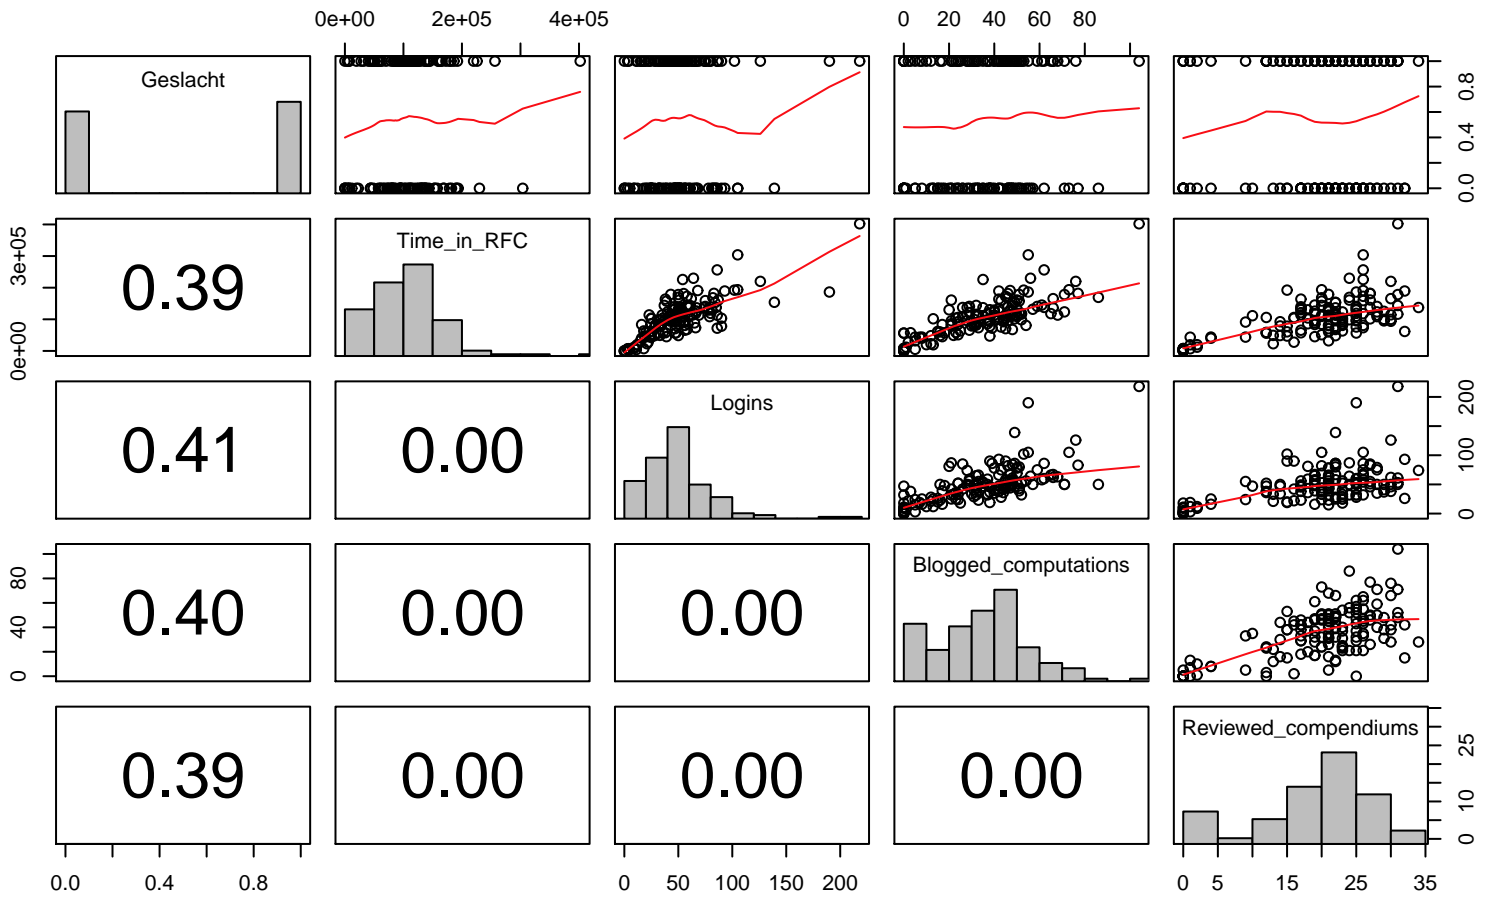 0e+00 2e+05 4e+05 0 20 40 60 80
Geslacht
0.0 0.4 0.8
0e+00 3e+05
0.39
Time_in_RFC
0.41
0.00
Logins
0 100 200
0 40 80
0.40
0.00
0.00
Blogged_computations
0.39
0.00
0.00
0.00
Reviewed_compendiums
0 10 25
0.0 0.4 0.8 0 50 100 150 200 0 5 15 25 35